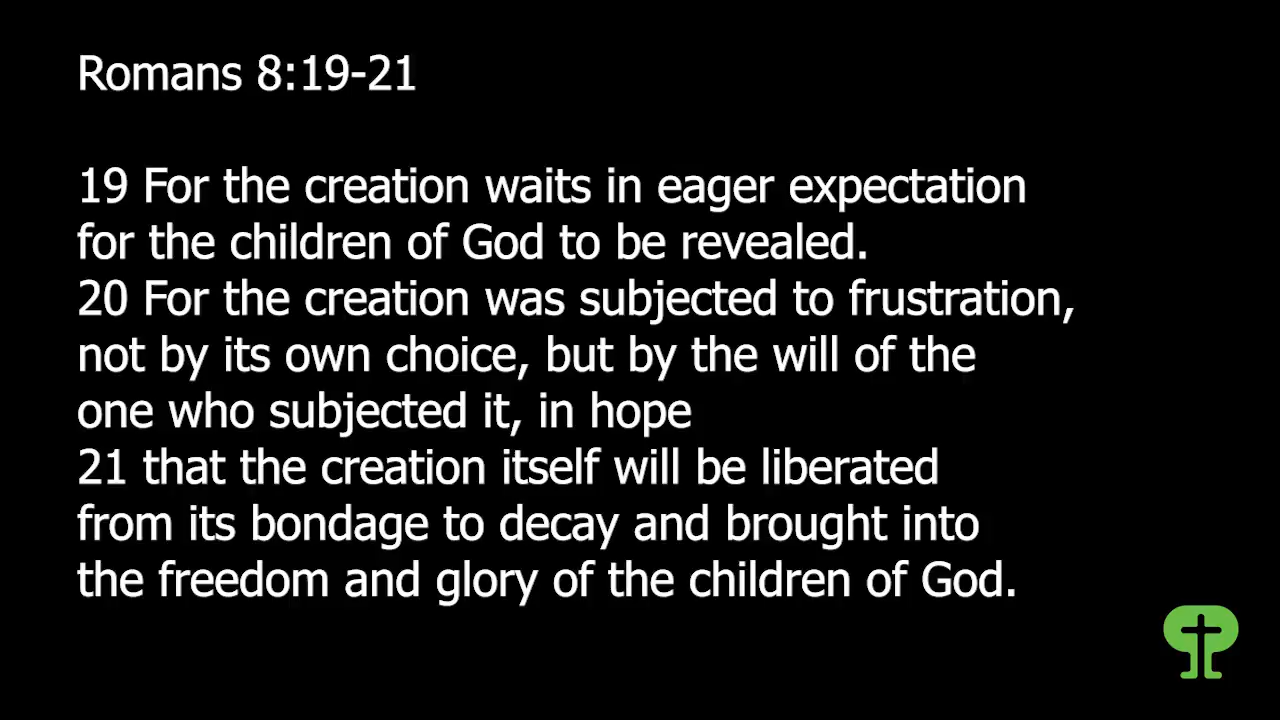 Romans 8:19-21
19 For the creation waits in eager expectation
for the children of God to be revealed.
20 For the creation was subjected to frustration,
not by its own choice, but by the will of the
one who subjected it, in hope
21 that the creation itself will be liberated
from its bondage to decay and brought into
the freedom and glory of the children of God.